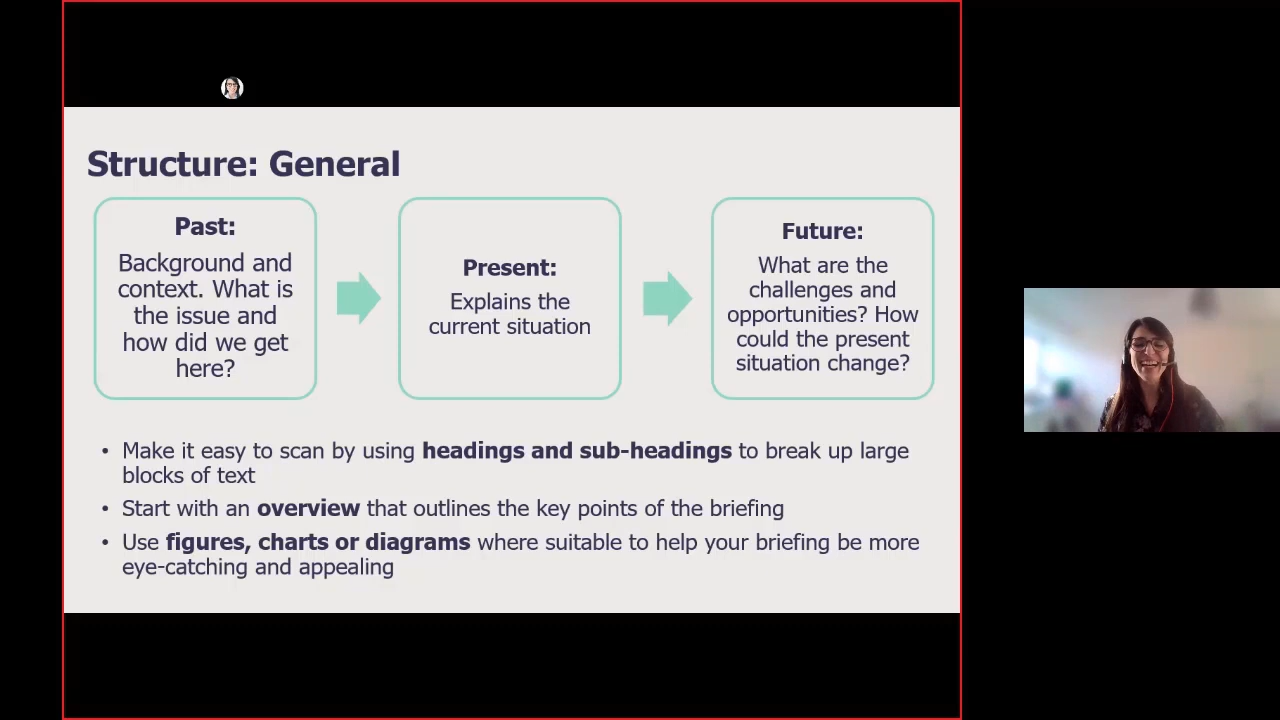 Structure: General
Past:
Background and
context. What is
the issue and
how did we get
here?
Present:
Explains the
current situation
Future:
What are the
challenges and
opportunities? How
could the present
situation change?
• Make it easy to scan by using headings and sub-headings to break up large
blocks of text
• Start with an overview that outlines the key points of the briefing
• Use figures, charts or diagrams where suitable to help your briefing be more
eye-catching and appealing